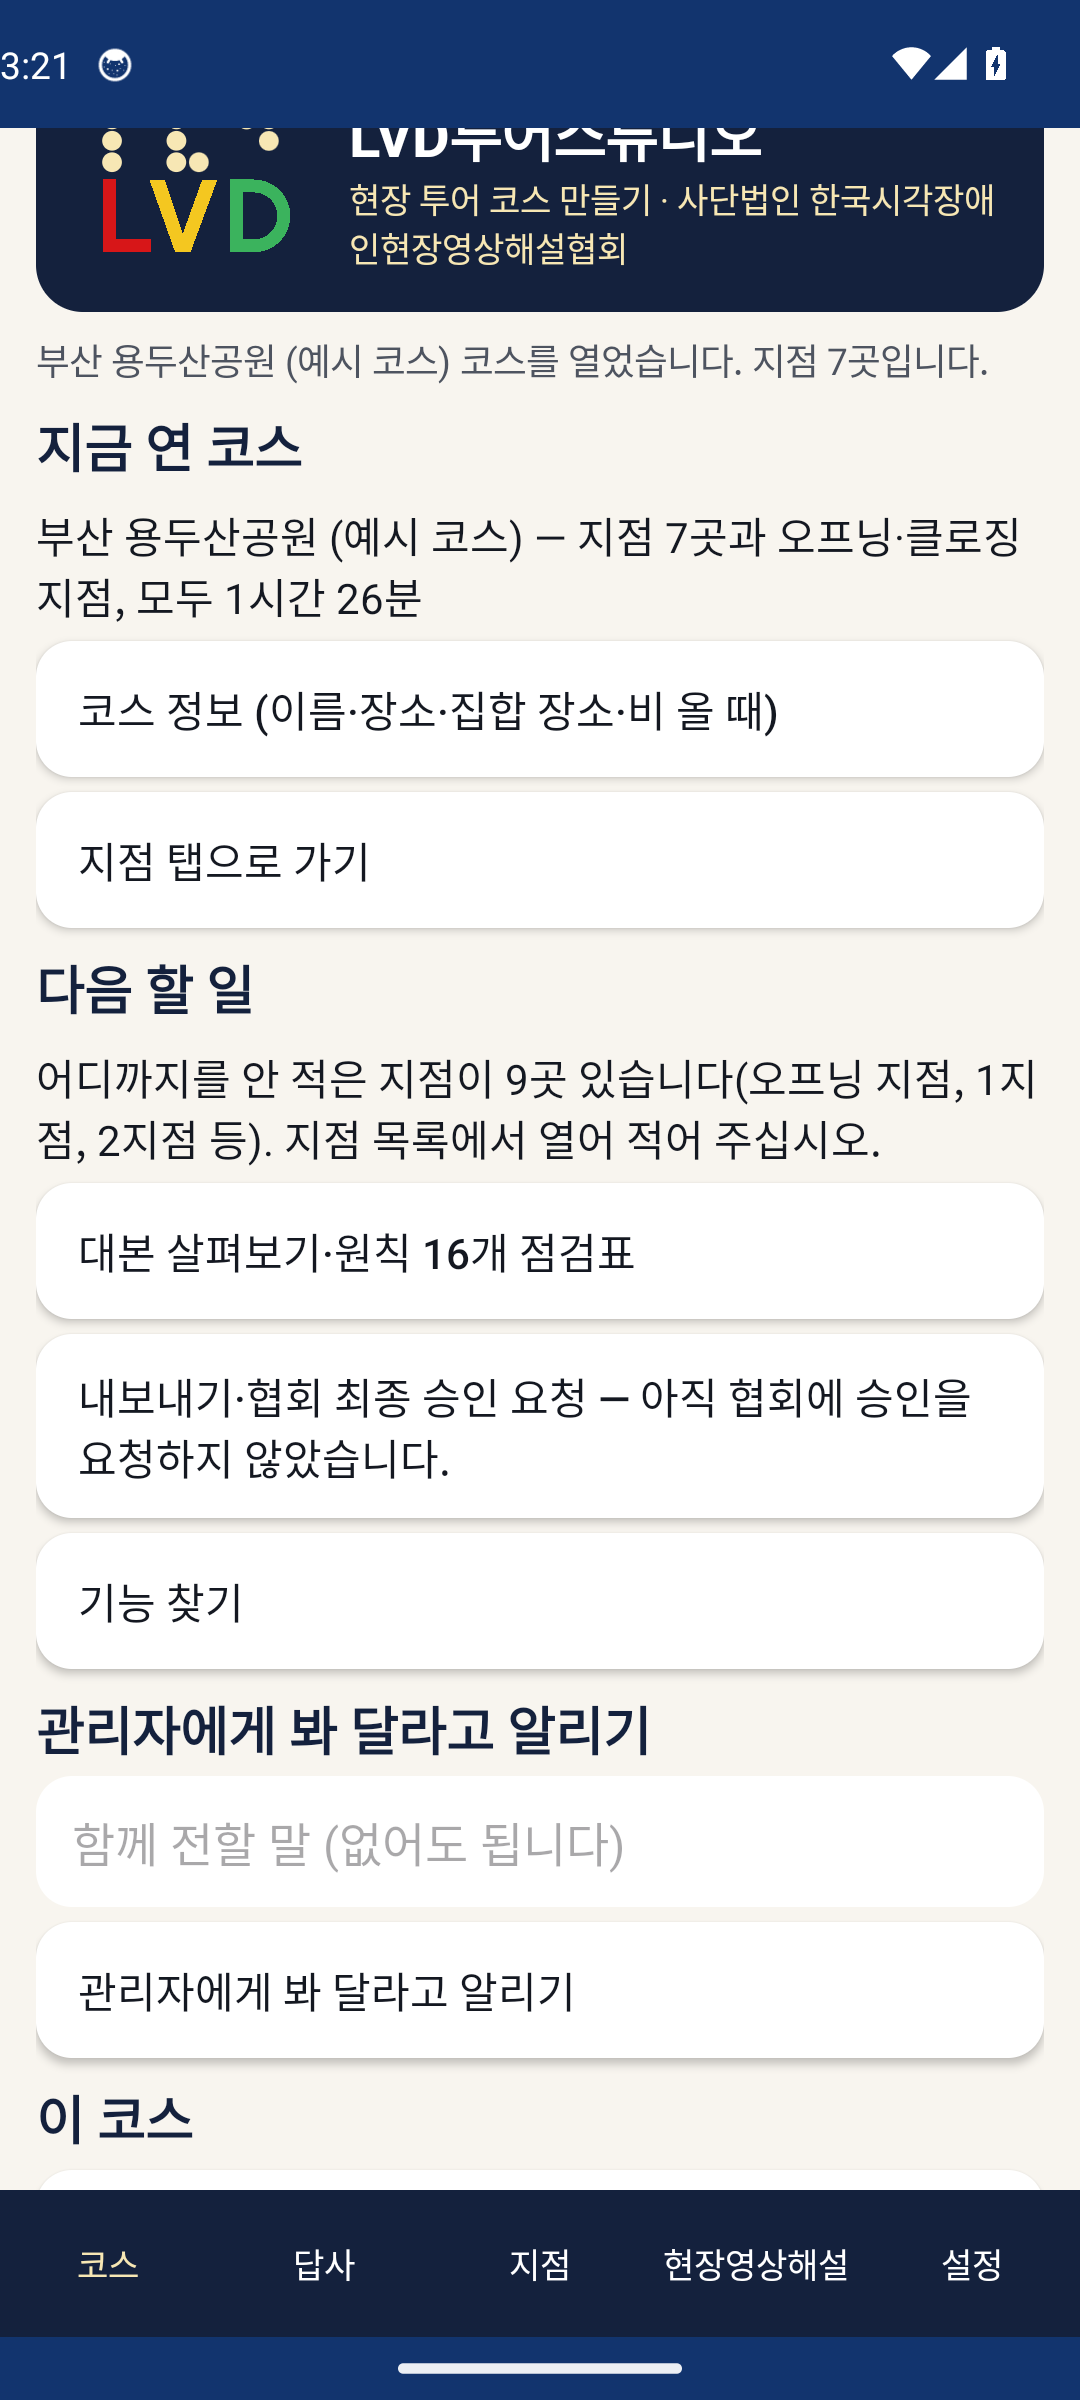 3:21
LVD투어스튜디오
LVD
현장 투어 코스 만들기 · 사단법인 한국시각장애
인현장영상해설협회
부산 용두산공원 (예시 코스) 코스를 열었습니다. 지점 7곳입니다.
지금 연 코스
부산 용두산공원 (예시 코스) – 지점 7곳과 오프닝·클로징
지점, 모두 1시간 26분
코스 정보 (이름·장소·집합 장소·비 올 때)
지점 탭으로 가기
다음 할 일
어디까지를 안 적은 지점이 9곳 있습니다(오프닝 지점, 1지
점, 2지점 등). 지점 목록에서 열어 적어 주십시오.
대본 살펴보기·원칙 16개 점검표
내보내기·협회 최종 승인 요청 – 아직 협회에 승인을
요청하지 않았습니다.
기능 찾기
관리자에게 봐 달라고 알리기
함께 전할 말 (없어도 됩니다)
관리자에게 봐 달라고 알리기
이 코스
코스
답사
지점
현장영상해설
설정